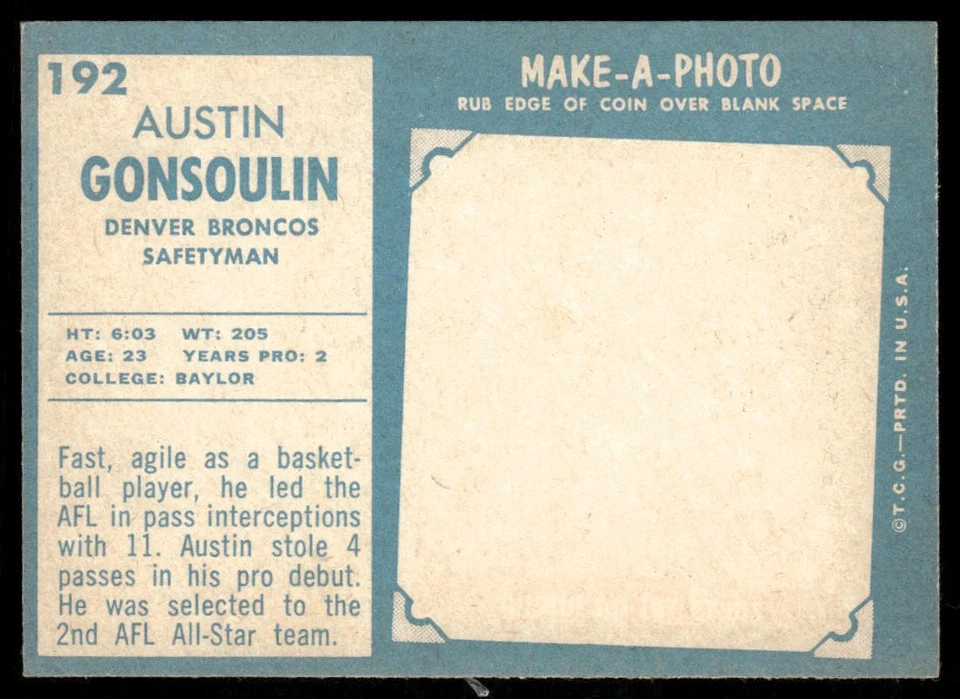 192
AUSTIN
GONSOULIN
DENVER BRONCOS
SAFETYMAN
HT: 6:03 WT: 205
AGE: 23 YEARS PRO: 2
COLLEGE: BAYLOR
Fast, agile as a basket-
ball player, he led the
AFL in pass interceptions
with 11. Austin stole 4
passes in his pro debut.
He was selected to the
2nd AFL All-Star team.
MAKE-A-PHOTO
RUB EDGE OF COIN OVER BLANK SPACE
©T.C.G.—PRTD. IN U.S.A.